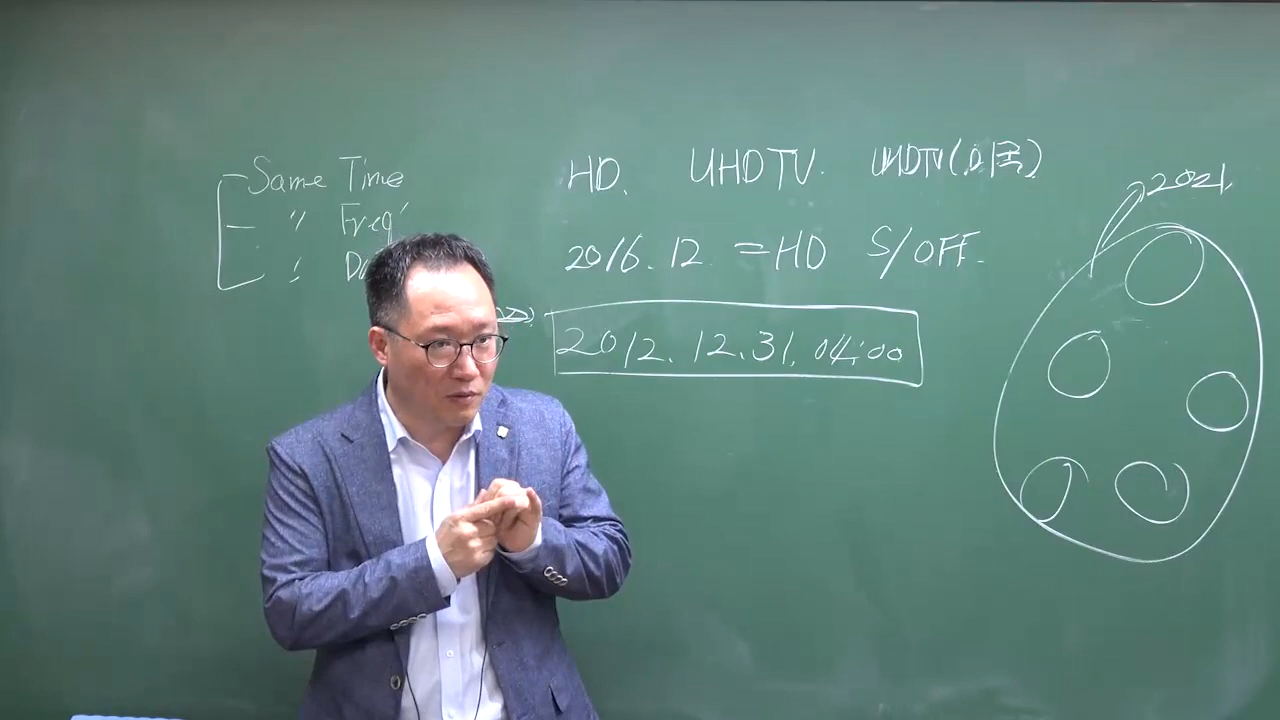 Same Time
〃 Freq'
〃 D
HD. UHDTV. UHDTV(미국)
2016. 12 = HD S/OFF.
2012. 12. 31. 04:00
2021.